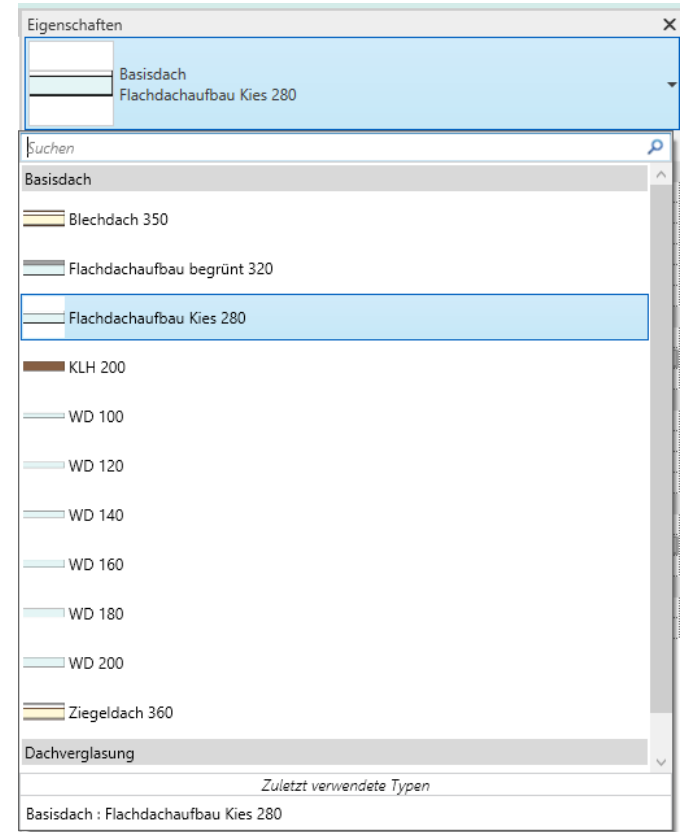 Eigenschaften
Basisdach
Flachdachaufbau Kies 280
Suchen
Basisdach
Blechdach 350
Flachdachaufbau begrünt 320
Flachdachaufbau Kies 280
KLH 200
WD 100
WD 120
WD 140
WD 160
WD 180
WD 200
Ziegeldach 360
Dachverglasung
Zuletzt verwendete Typen
Basisdach : Flachdachaufbau Kies 280